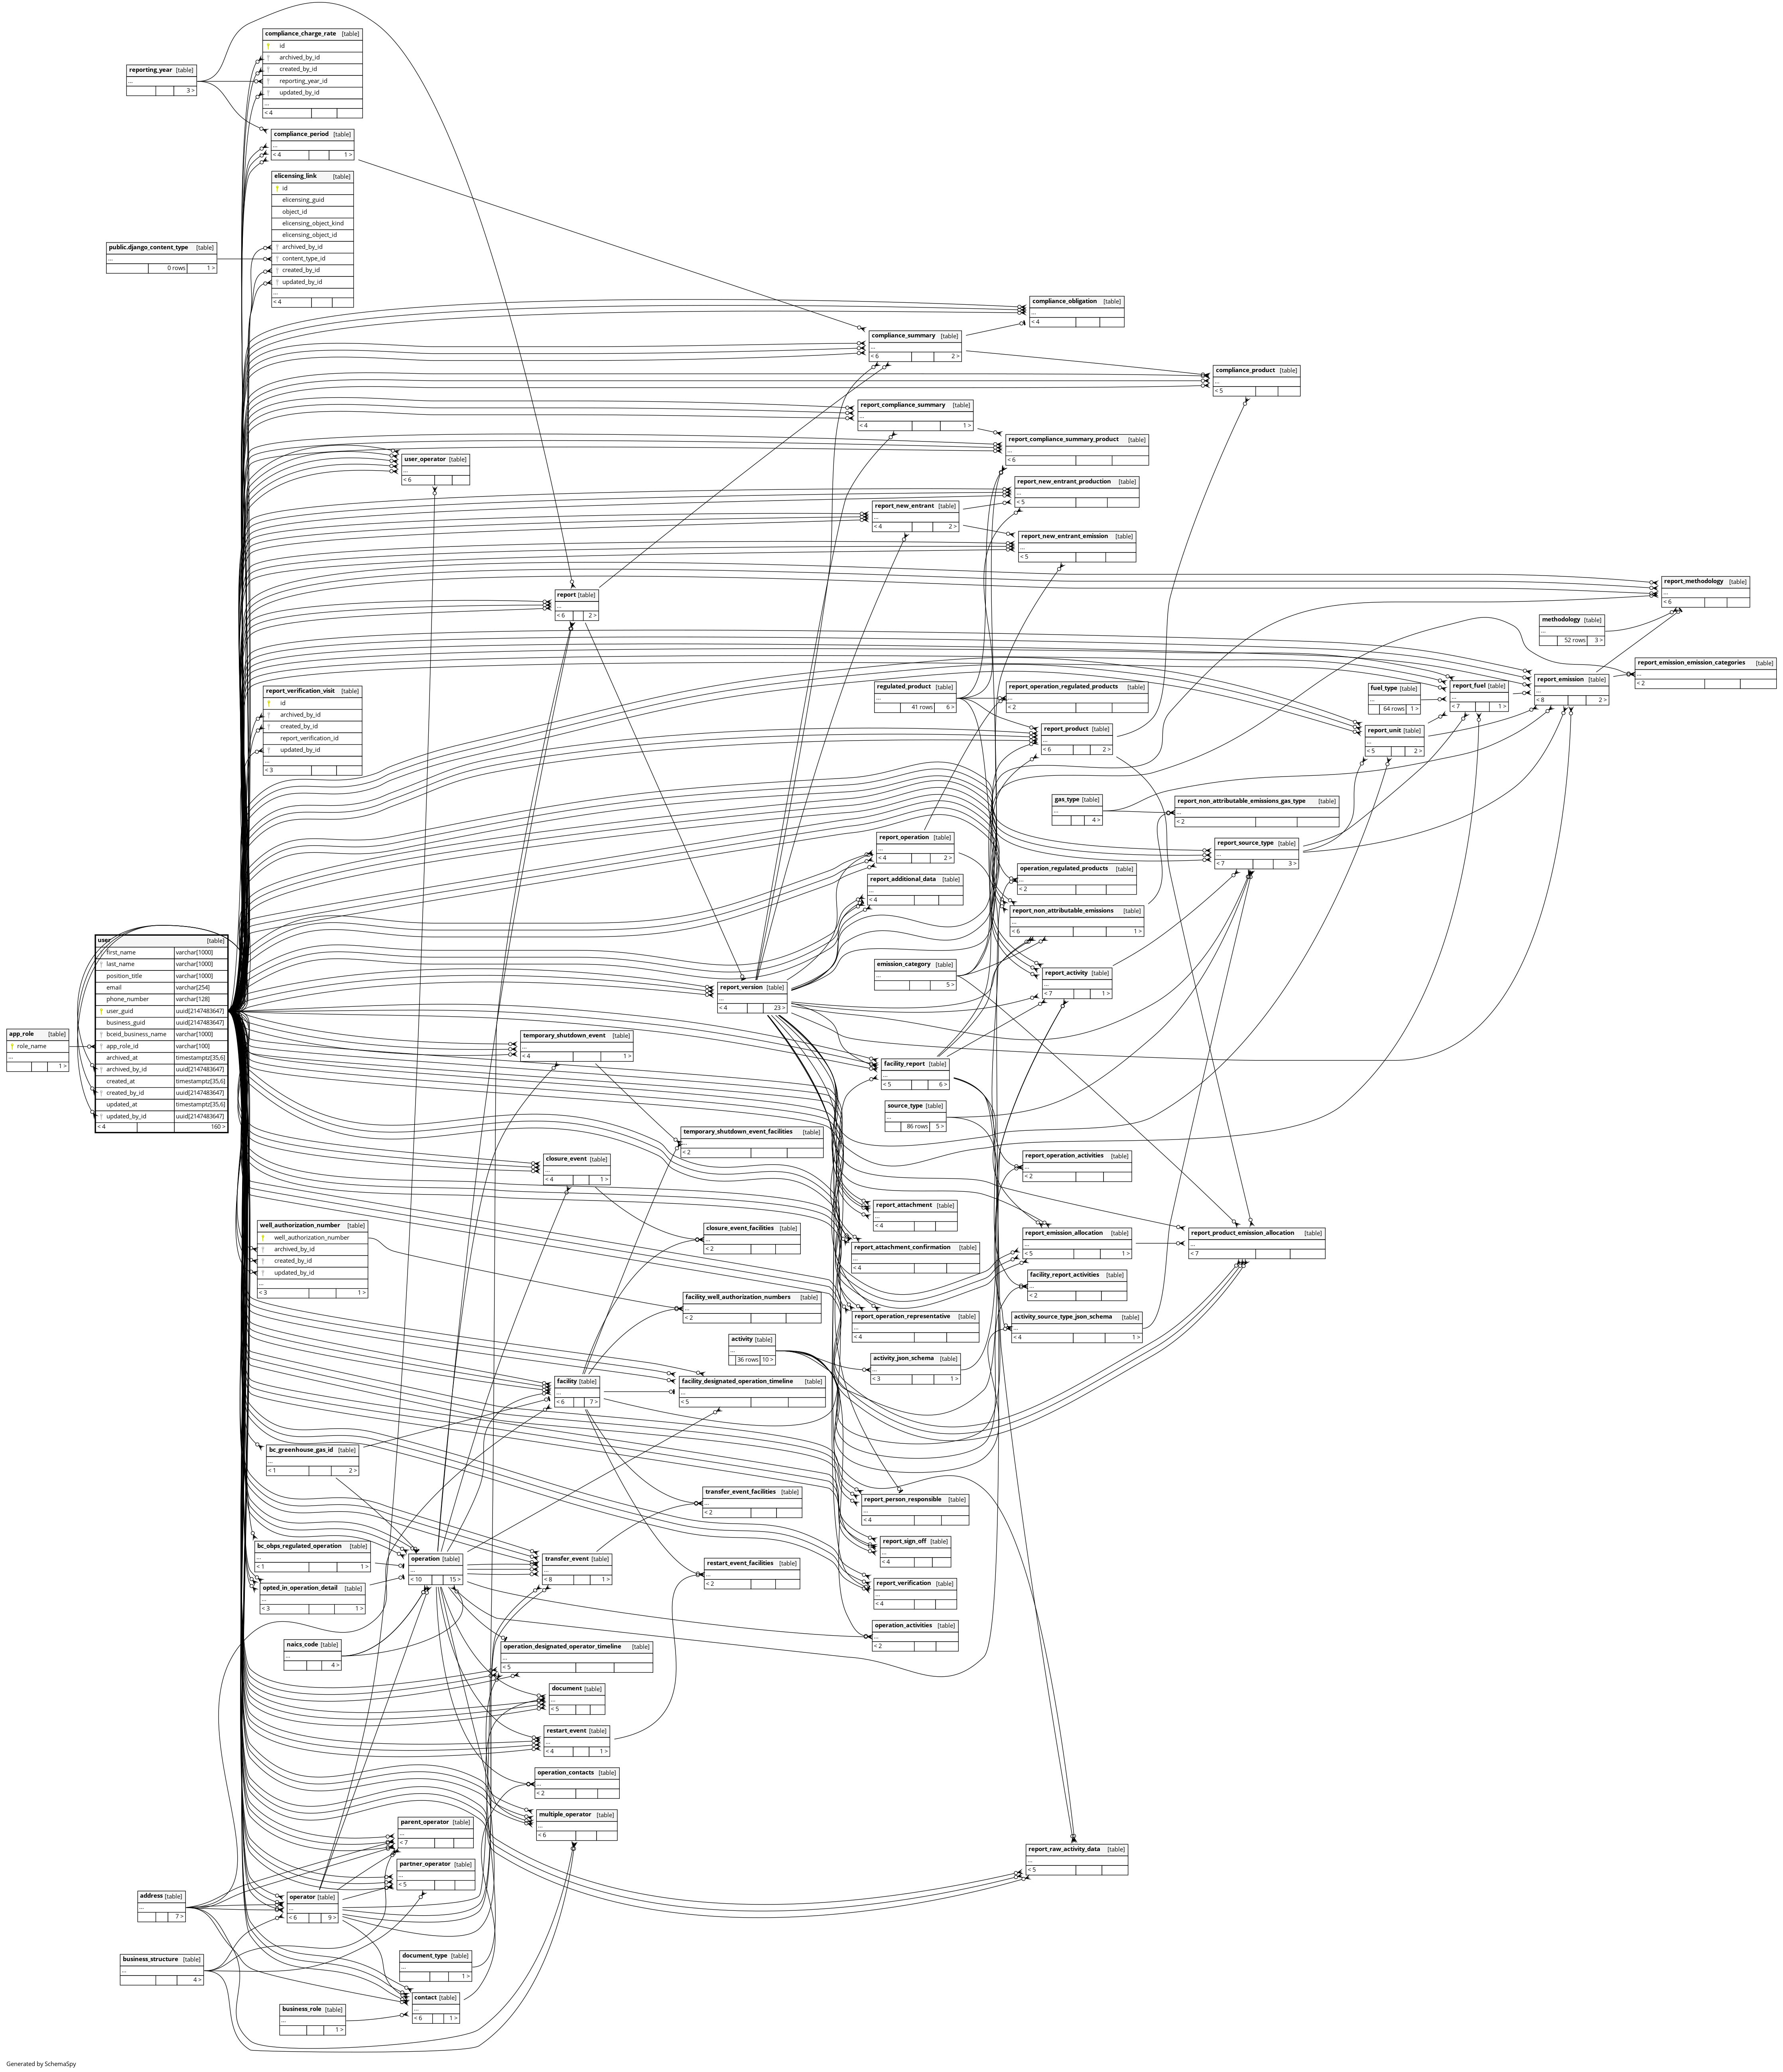 compliance_charge_rate [table]
id
archived_by_id
created_by_id
reporting_year_id
updated_by_id
...
< 4
reporting_year [table]
...
3 >
compliance_period [table]
...
< 4 1 >
elicensing_link [table]
id
elicensing_guid
object_id
elicensing_object_kind
elicensing_object_id
archived_by_id
content_type_id
created_by_id
updated_by_id
...
< 4
public.django_content_type [table]
...
0 rows 1 >
compliance_obligation [table]
...
< 4
compliance_summary [table]
...
< 6 2 >
compliance_product [table]
...
< 5
report_compliance_summary [table]
...
< 4 1 >
report_compliance_summary_product [table]
...
< 6
user_operator [table]
...
< 6
report_new_entrant_production [table]
...
< 5
report_new_entrant [table]
...
< 4 2 >
report_new_entrant_emission [table]
...
< 5
report_methodology [table]
...
< 6
report [table]
...
< 6 2 >
methodology [table]
...
52 rows 3 >
report_emission_emission_categories [table]
...
< 2
report_emission [table]
...
< 8 2 >
report_fuel [table]
...
< 7 1 >
fuel_type [table]
...
64 rows 1 >
regulated_product [table]
...
41 rows 6 >
report_operation_regulated_products [table]
...
< 2
report_verification_visit [table]
id
archived_by_id
created_by_id
report_verification_id
updated_by_id
...
< 3
report_product [table]
...
< 6 2 >
report_unit [table]
...
< 5 2 >
gas_type [table]
...
4 >
report_non_attributable_emissions_gas_type [table]
...
< 2
report_operation [table]
...
< 4 2 >
report_source_type [table]
...
< 7 3 >
operation_regulated_products [table]
...
< 2
report_additional_data [table]
...
< 4
report_non_attributable_emissions [table]
...
< 6 1 >
user [table]
first_name varchar[1000]
last_name varchar[1000]
position_title varchar[1000]
email varchar[254]
phone_number varchar[128]
user_guid uuid[2147483647]
business_guid uuid[2147483647]
bceid_business_name varchar[1000]
app_role_id varchar[100]
archived_at timestamptz[35,6]
archived_by_id uuid[2147483647]
created_at timestamptz[35,6]
created_by_id uuid[2147483647]
updated_at timestamptz[35,6]
updated_by_id uuid[2147483647]
< 4 160 >
emission_category [table]
...
5 >
report_activity [table]
...
< 7 1 >
report_version [table]
...
< 4 23 >
app_role [table]
role_name
...
1 >
temporary_shutdown_event [table]
...
< 4 1 >
facility_report [table]
...
< 5 6 >
source_type [table]
...
86 rows 5 >
temporary_shutdown_event_facilities [table]
...
< 2
closure_event [table]
...
< 4 1 >
report_operation_activities [table]
...
< 2
report_attachment [table]
...
< 4
well_authorization_number [table]
well_authorization_number
archived_by_id
created_by_id
updated_by_id
...
< 3 1 >
closure_event_facilities [table]
...
< 2
report_emission_allocation [table]
...
< 5 1 >
report_product_emission_allocation [table]
...
< 7
report_attachment_confirmation [table]
...
< 4
facility_report_activities [table]
...
< 2
facility_well_authorization_numbers [table]
...
< 2
report_operation_representative [table]
...
< 4
activity_source_type_json_schema [table]
...
< 4 1 >
activity [table]
...
36 rows 10 >
activity_json_schema [table]
...
< 3 1 >
facility [table]
...
< 6 7 >
facility_designated_operation_timeline [table]
...
< 5
bc_greenhouse_gas_id [table]
...
< 1 2 >
transfer_event_facilities [table]
...
< 2
report_person_responsible [table]
...
< 4
bc_obps_regulated_operation [table]
...
< 1 1 >
report_sign_off [table]
...
< 4
operation [table]
...
< 10 15 >
transfer_event [table]
...
< 8 1 >
restart_event_facilities [table]
...
< 2
opted_in_operation_detail [table]
...
< 3 1 >
report_verification [table]
...
< 4
operation_activities [table]
...
< 2
naics_code [table]
...
4 >
operation_designated_operator_timeline [table]
...
< 5
document [table]
...
< 5
restart_event [table]
...
< 4 1 >
operation_contacts [table]
...
< 2
multiple_operator [table]
...
< 6
parent_operator [table]
...
< 7
report_raw_activity_data [table]
...
< 5
partner_operator [table]
...
< 5
address [table]
...
7 >
operator [table]
...
< 6 9 >
business_structure [table]
...
4 >
document_type [table]
...
1 >
contact [table]
...
< 6 1 >
business_role [table]
...
1 >
Generated by SchemaSpy